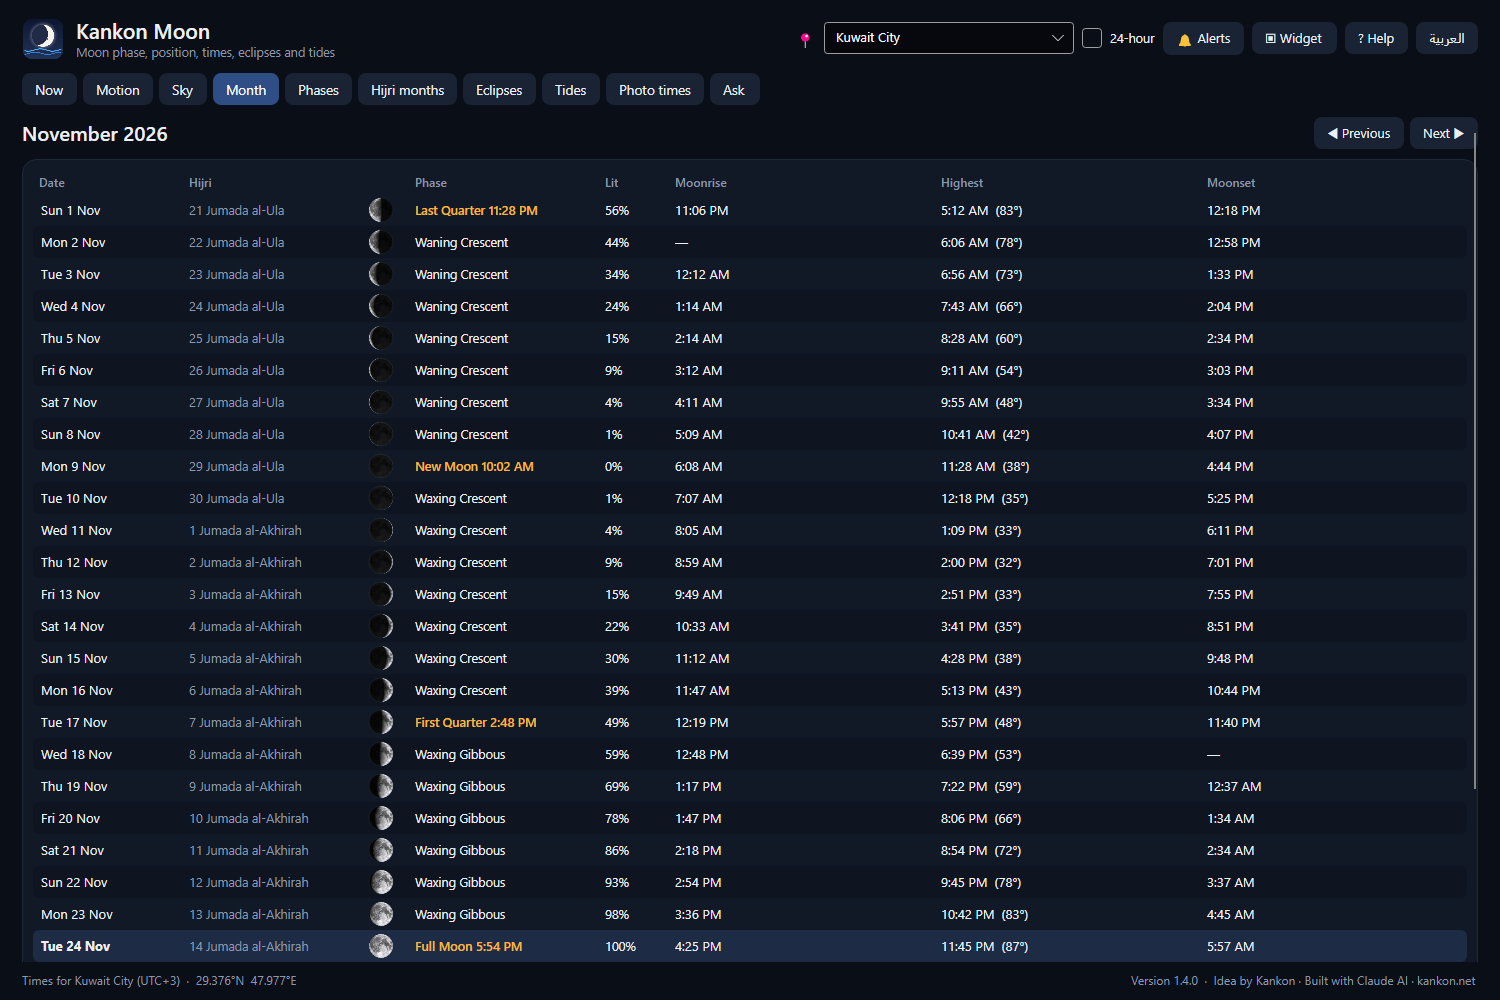 Kankon Moon
Moon phase, position, times, eclipses and tides
Kuwait City
24-hour
Alerts
Widget
? Help
العربية
Now Motion Sky Month Phases Hijri months Eclipses Tides Photo times Ask
November 2026
◀ Previous Next ▶
Date Hijri Phase Lit Moonrise Highest Moonset
Sun 1 Nov 21 Jumada al-Ula Last Quarter 11:28 PM 56% 11:06 PM 5:12 AM (83°) 12:18 PM
Mon 2 Nov 22 Jumada al-Ula Waning Crescent 44% — 6:06 AM (78°) 12:58 PM
Tue 3 Nov 23 Jumada al-Ula Waning Crescent 34% 12:12 AM 6:56 AM (73°) 1:33 PM
Wed 4 Nov 24 Jumada al-Ula Waning Crescent 24% 1:14 AM 7:43 AM (66°) 2:04 PM
Thu 5 Nov 25 Jumada al-Ula Waning Crescent 15% 2:14 AM 8:28 AM (60°) 2:34 PM
Fri 6 Nov 26 Jumada al-Ula Waning Crescent 9% 3:12 AM 9:11 AM (54°) 3:03 PM
Sat 7 Nov 27 Jumada al-Ula Waning Crescent 4% 4:11 AM 9:55 AM (48°) 3:34 PM
Sun 8 Nov 28 Jumada al-Ula Waning Crescent 1% 5:09 AM 10:41 AM (42°) 4:07 PM
Mon 9 Nov 29 Jumada al-Ula New Moon 10:02 AM 0% 6:08 AM 11:28 AM (38°) 4:44 PM
Tue 10 Nov 30 Jumada al-Ula Waxing Crescent 1% 7:07 AM 12:18 PM (35°) 5:25 PM
Wed 11 Nov 1 Jumada al-Akhirah Waxing Crescent 4% 8:05 AM 1:09 PM (33°) 6:11 PM
Thu 12 Nov 2 Jumada al-Akhirah Waxing Crescent 9% 8:59 AM 2:00 PM (32°) 7:01 PM
Fri 13 Nov 3 Jumada al-Akhirah Waxing Crescent 15% 9:49 AM 2:51 PM (33°) 7:55 PM
Sat 14 Nov 4 Jumada al-Akhirah Waxing Crescent 22% 10:33 AM 3:41 PM (35°) 8:51 PM
Sun 15 Nov 5 Jumada al-Akhirah Waxing Crescent 30% 11:12 AM 4:28 PM (38°) 9:48 PM
Mon 16 Nov 6 Jumada al-Akhirah Waxing Crescent 39% 11:47 AM 5:13 PM (43°) 10:44 PM
Tue 17 Nov 7 Jumada al-Akhirah First Quarter 2:48 PM 49% 12:19 PM 5:57 PM (48°) 11:40 PM
Wed 18 Nov 8 Jumada al-Akhirah Waxing Gibbous 59% 12:48 PM 6:39 PM (53°) —
Thu 19 Nov 9 Jumada al-Akhirah Waxing Gibbous 69% 1:17 PM 7:22 PM (59°) 12:37 AM
Fri 20 Nov 10 Jumada al-Akhirah Waxing Gibbous 78% 1:47 PM 8:06 PM (66°) 1:34 AM
Sat 21 Nov 11 Jumada al-Akhirah Waxing Gibbous 86% 2:18 PM 8:54 PM (72°) 2:34 AM
Sun 22 Nov 12 Jumada al-Akhirah Waxing Gibbous 93% 2:54 PM 9:45 PM (78°) 3:37 AM
Mon 23 Nov 13 Jumada al-Akhirah Waxing Gibbous 98% 3:36 PM 10:42 PM (83°) 4:45 AM
Tue 24 Nov 14 Jumada al-Akhirah Full Moon 5:54 PM 100% 4:25 PM 11:45 PM (87°) 5:57 AM
Times for Kuwait City (UTC+3) · 29.376°N 47.977°E
Version 1.4.0 · Idea by Kankon · Built with Claude AI · kankon.net